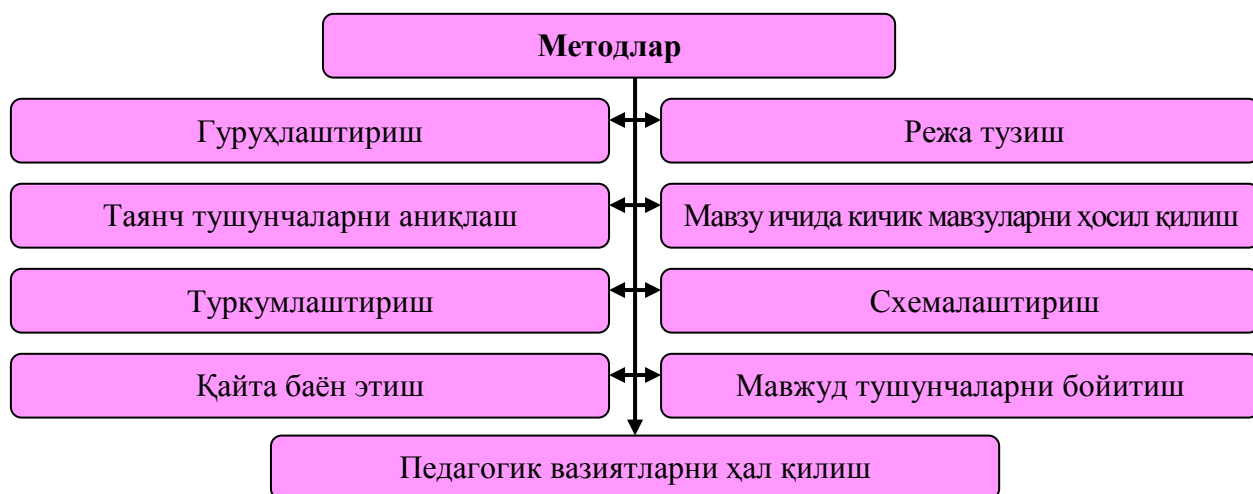 Методлар
Гуруҳлаштириш
Режа тузиш
Таянч тушунчаларни аниқлаш
Мавзу ичида кичик мавзуларни ҳосил қилиш
Туркумлаштириш
Схемалаштириш
Қайта баён этиш
Мавжуд тушунчаларни бойитиш
Педагогик вазиятларни ҳал қилиш